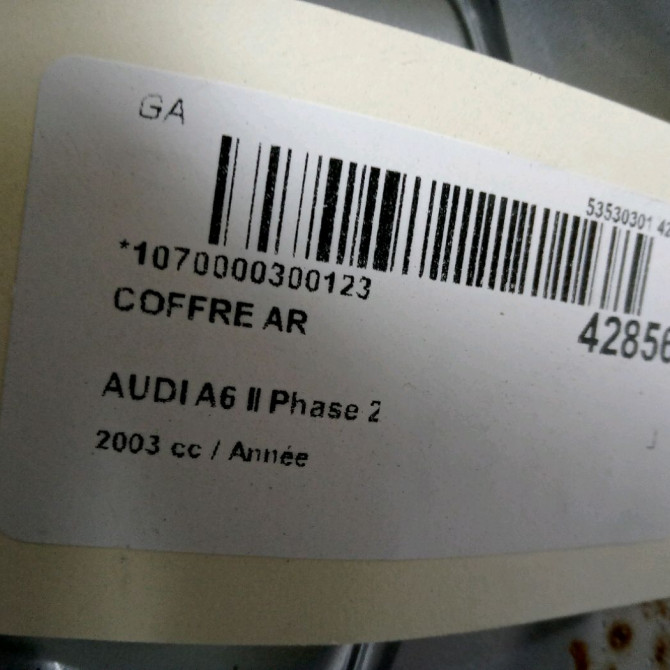 GA
53530301 42
*1070000300123
COFFRE AR
42856
AUDI A6 II Phase 2
2003 cc / Année